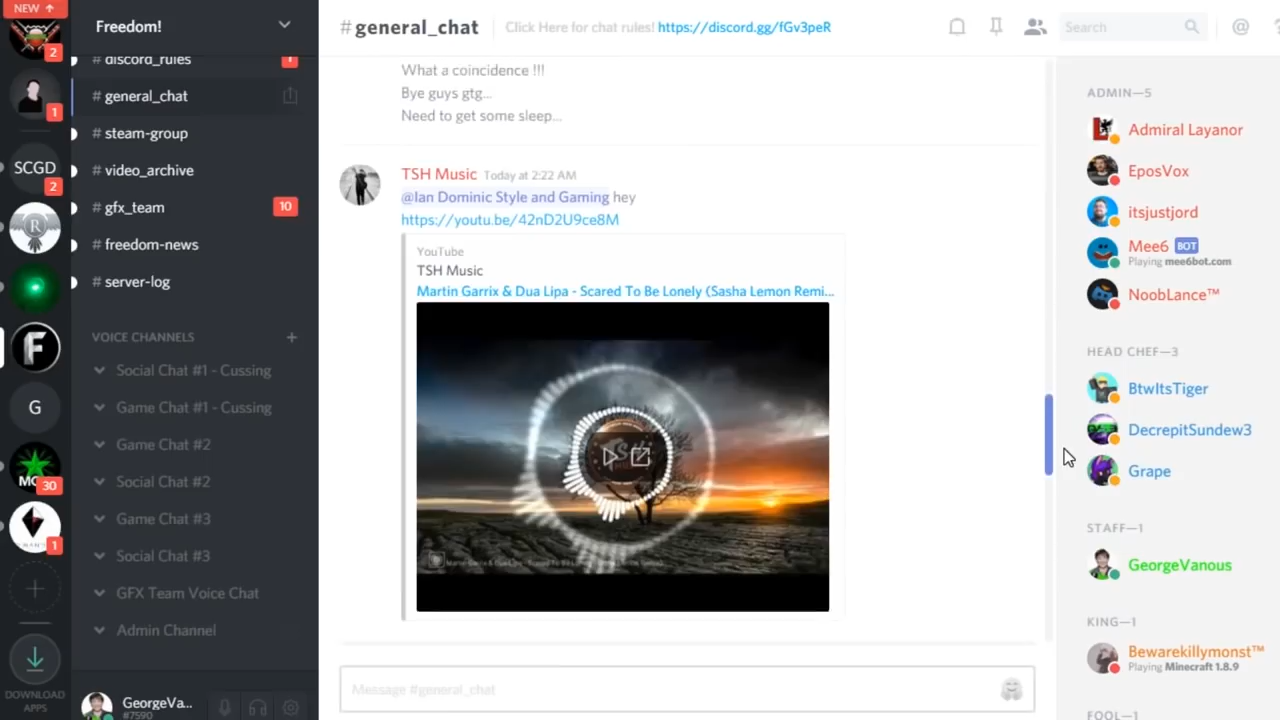 NEW ↑
2
1
SCGD
2
R
F
G
30
1
DOWNLOAD
APPS
Freedom!
# discord_rules
# general_chat
# steam-group
# video_archive
# gfx_team
10
# freedom-news
# server-log
VOICE CHANNELS
Social Chat #1 - Cussing
Game Chat #1 - Cussing
Game Chat #2
Social Chat #2
Game Chat #3
Social Chat #3
GFX Team Voice Chat
Admin Channel
GeorgeVa...
#7590
#general_chat
Click Here for chat rules! https://discord.gg/fGv3peR
Search
What a coincidence !!!
Bye guys gtg...
Need to get some sleep...
TSH Music Today at 2:22 AM
@Ian Dominic Style and Gaming hey
https://youtu.be/42nD2U9ce8M
YouTube
TSH Music
Martin Garrix & Dua Lipa - Scared To Be Lonely (Sasha Lemon Remi...
Message #general_chat
ADMIN—5
Admiral Layanor
EposVox
itsjustjord
Mee6 BOT
Playing mee6bot.com
NoobLance™
HEAD CHEF—3
BtwItsTiger
DecrepitSundew3
Grape
STAFF—1
GeorgeVanous
KING—1
Bewarekillymonst™
Playing Minecraft 1.8.9
FOOL—1